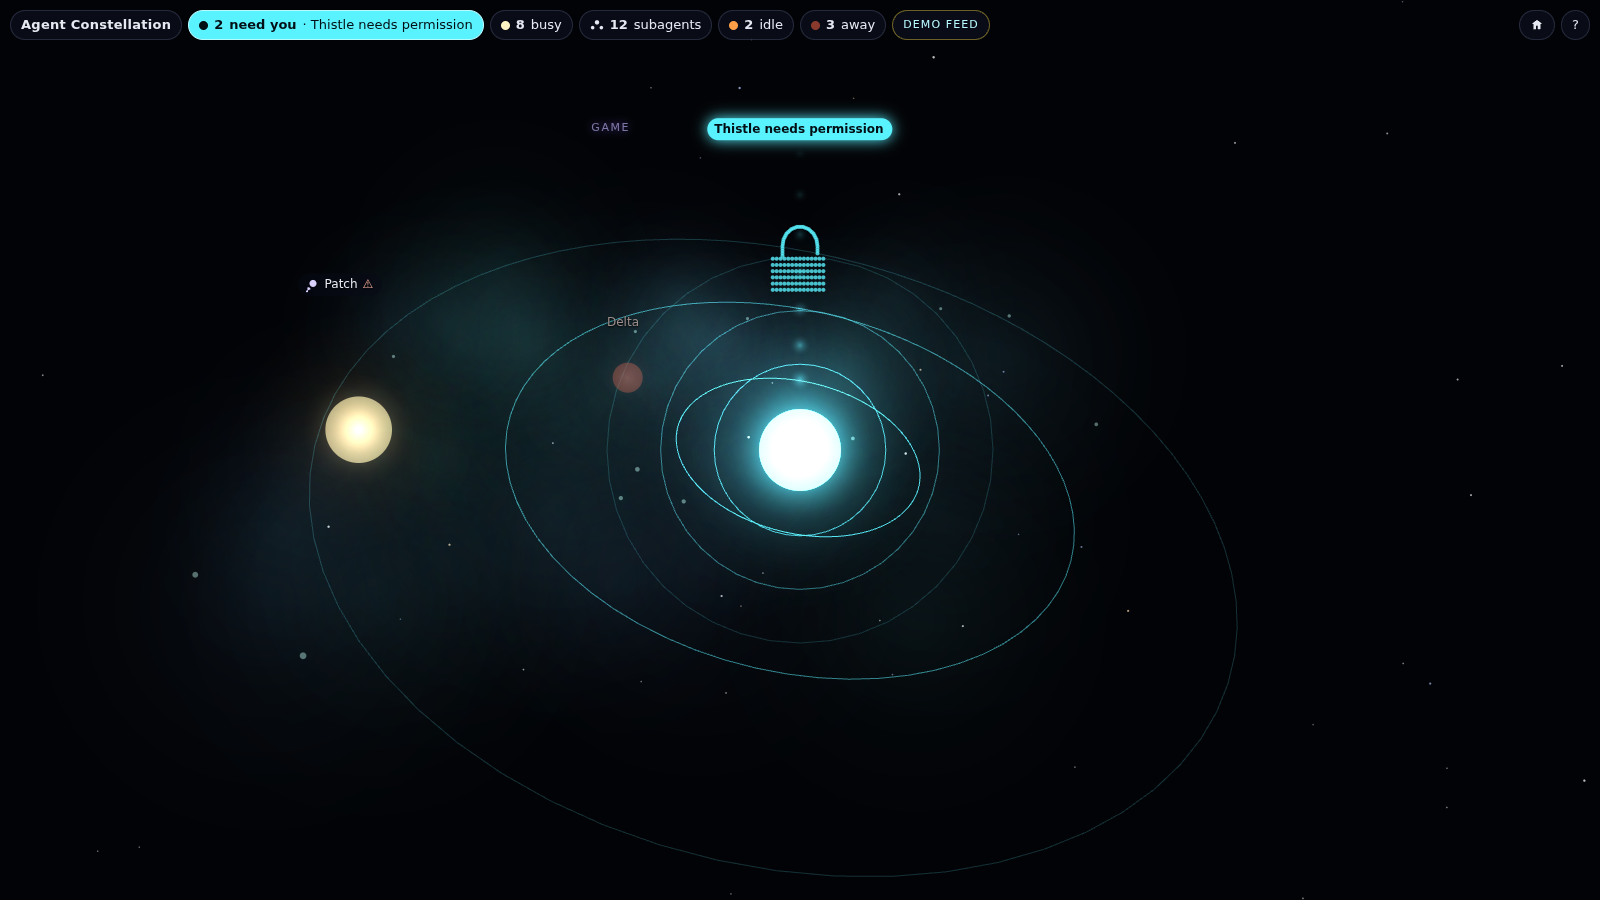 Agent Constellation
2 need you · Thistle needs permission
8 busy
12 subagents
2 idle
3 away
DEMO FEED
?
GAME
Thistle needs permission
Patch ⚠
Delta